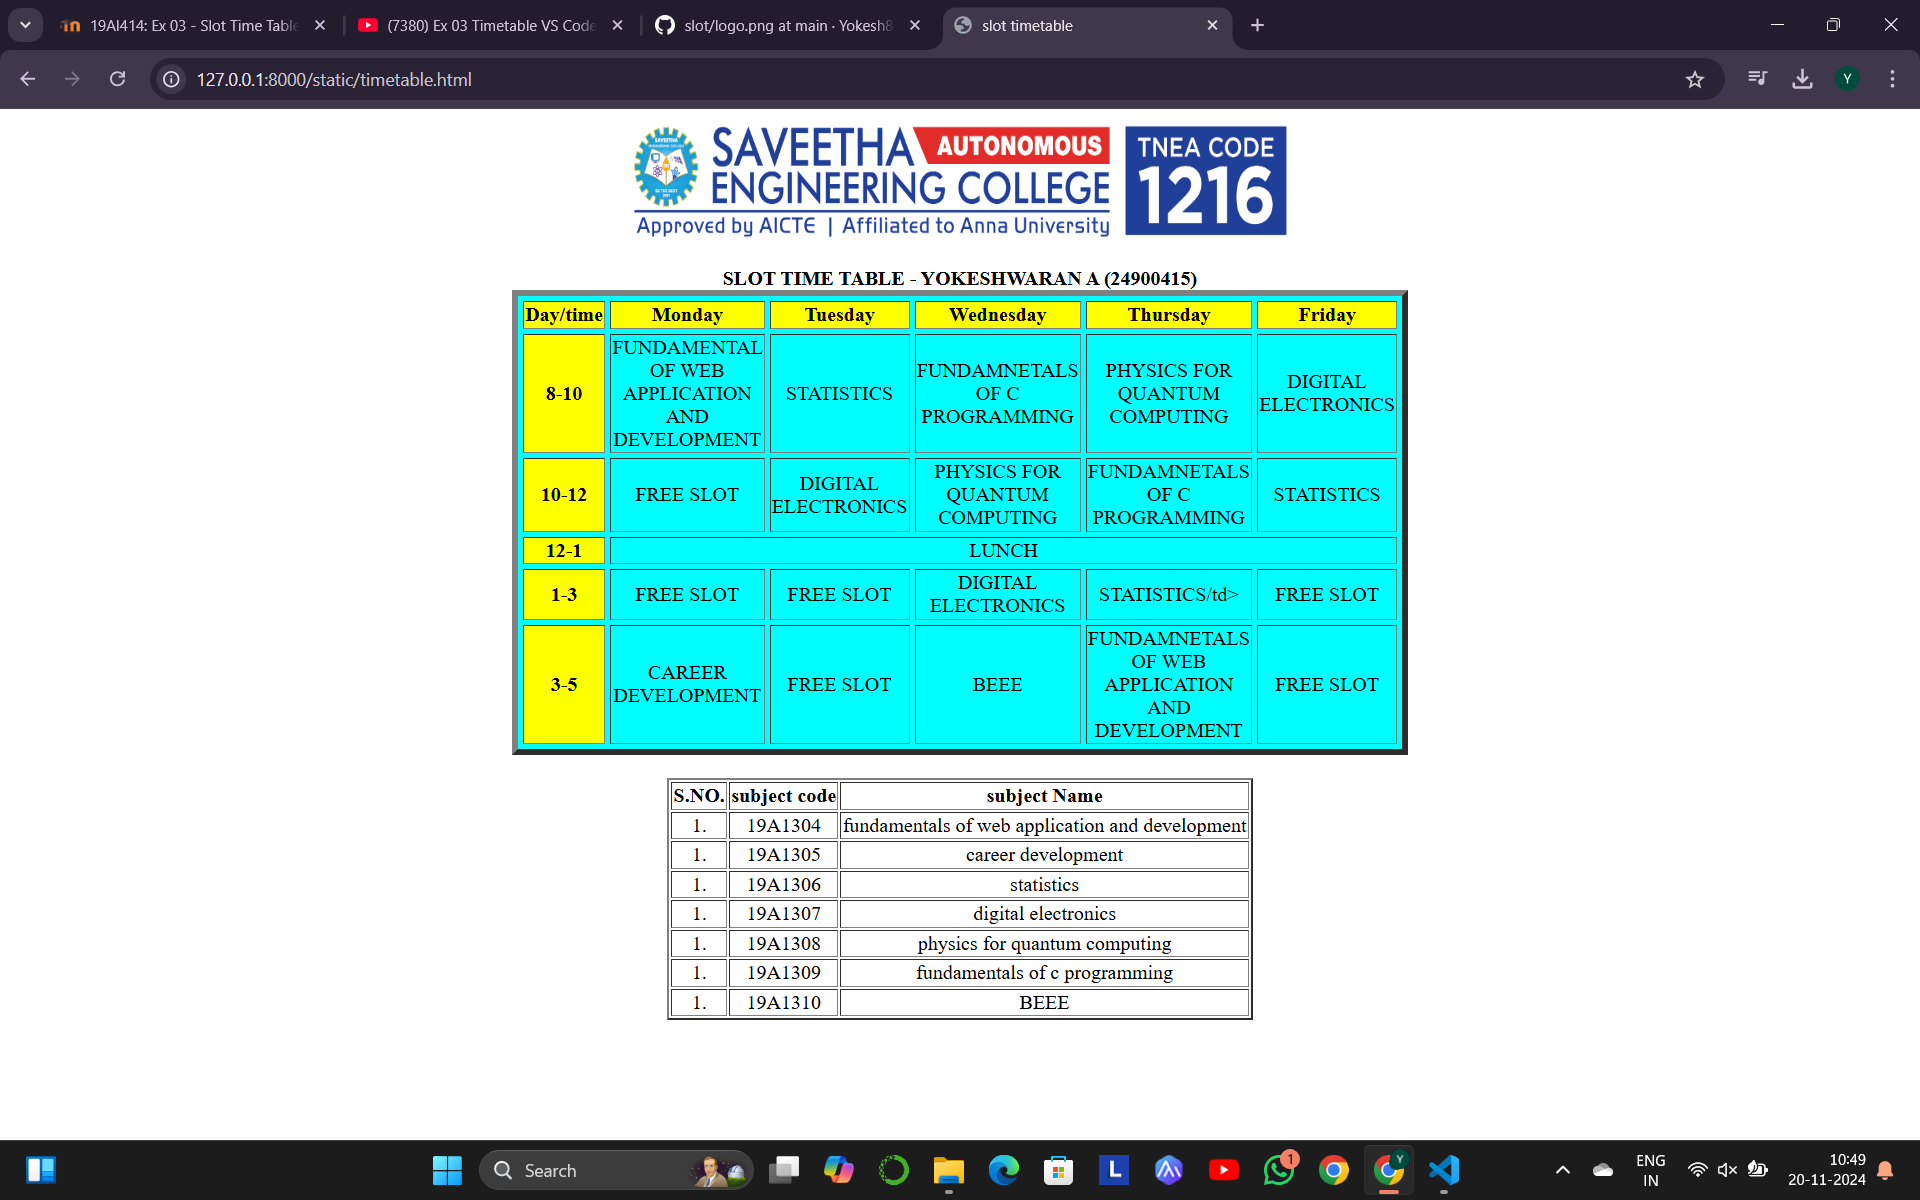 19AI414: Ex 03 - Slot Time Table
(7380) Ex 03 Timetable VS Code
slot/logo.png at main · Yokesh8
slot timetable
127.0.0.1:8000/static/timetable.html
Y
SAVEETHA AUTONOMOUS
ENGINEERING COLLEGE
Approved by AICTE | Affiliated to Anna University
TNEA CODE
1216
SLOT TIME TABLE - YOKESHWARAN A (24900415)
Day/time Monday Tuesday Wednesday Thursday Friday
8-10
FUNDAMENTAL
OF WEB
APPLICATION
AND
DEVELOPMENT
STATISTICS
FUNDAMNETALS
OF C
PROGRAMMING
PHYSICS FOR
QUANTUM
COMPUTING
DIGITAL
ELECTRONICS
10-12
FREE SLOT
DIGITAL
ELECTRONICS
PHYSICS FOR
QUANTUM
COMPUTING
FUNDAMNETALS
OF C
PROGRAMMING
STATISTICS
12-1
LUNCH
1-3
FREE SLOT
FREE SLOT
DIGITAL
ELECTRONICS
STATISTICS/td>
FREE SLOT
3-5
CAREER
DEVELOPMENT
FREE SLOT
BEEE
FUNDAMNETALS
OF WEB
APPLICATION
AND
DEVELOPMENT
FREE SLOT
S.NO. subject code subject Name
1. 19A1304 fundamentals of web application and development
1. 19A1305 career development
1. 19A1306 statistics
1. 19A1307 digital electronics
1. 19A1308 physics for quantum computing
1. 19A1309 fundamentals of c programming
1. 19A1310 BEEE
Search
L
1
Y
ENG
IN
10:49
20-11-2024